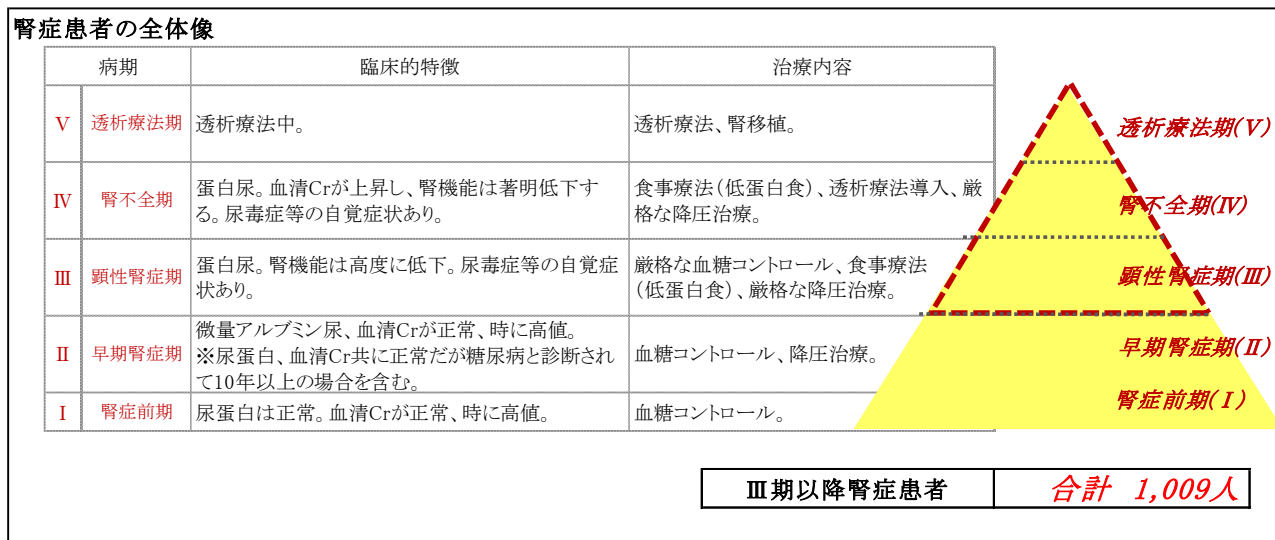 腎症患者の全体像
病期 臨床的特徴 治療内容
Ⅴ 透析療法期 透析療法中。 透析療法、腎移植。
Ⅳ 腎不全期 蛋白尿。血清Crが上昇し、腎機能は著明低下す
る。尿毒症等の自覚症状あり。
食事療法(低蛋白食)、透析療法導入、厳
格な降圧治療。
Ⅲ 顕性腎症期 蛋白尿。腎機能は高度に低下。尿毒症等の自覚症
状あり。
厳格な血糖コントロール、食事療法
(低蛋白食)、厳格な降圧治療。
Ⅱ 早期腎症期 微量アルブミン尿、血清Crが正常、時に高値。
※尿蛋白、血清Cr共に正常だが糖尿病と診断され
て10年以上の場合を含む。
血糖コントロール、降圧治療。
Ⅰ 腎症前期 尿蛋白は正常。血清Crが正常、時に高値。 血糖コントロール。
透析療法期(Ⅴ)
腎不全期(Ⅳ)
顕性腎症期(Ⅲ)
早期腎症期(Ⅱ)
腎症前期(Ⅰ)
Ⅲ期以降腎症患者 合計 1,009人